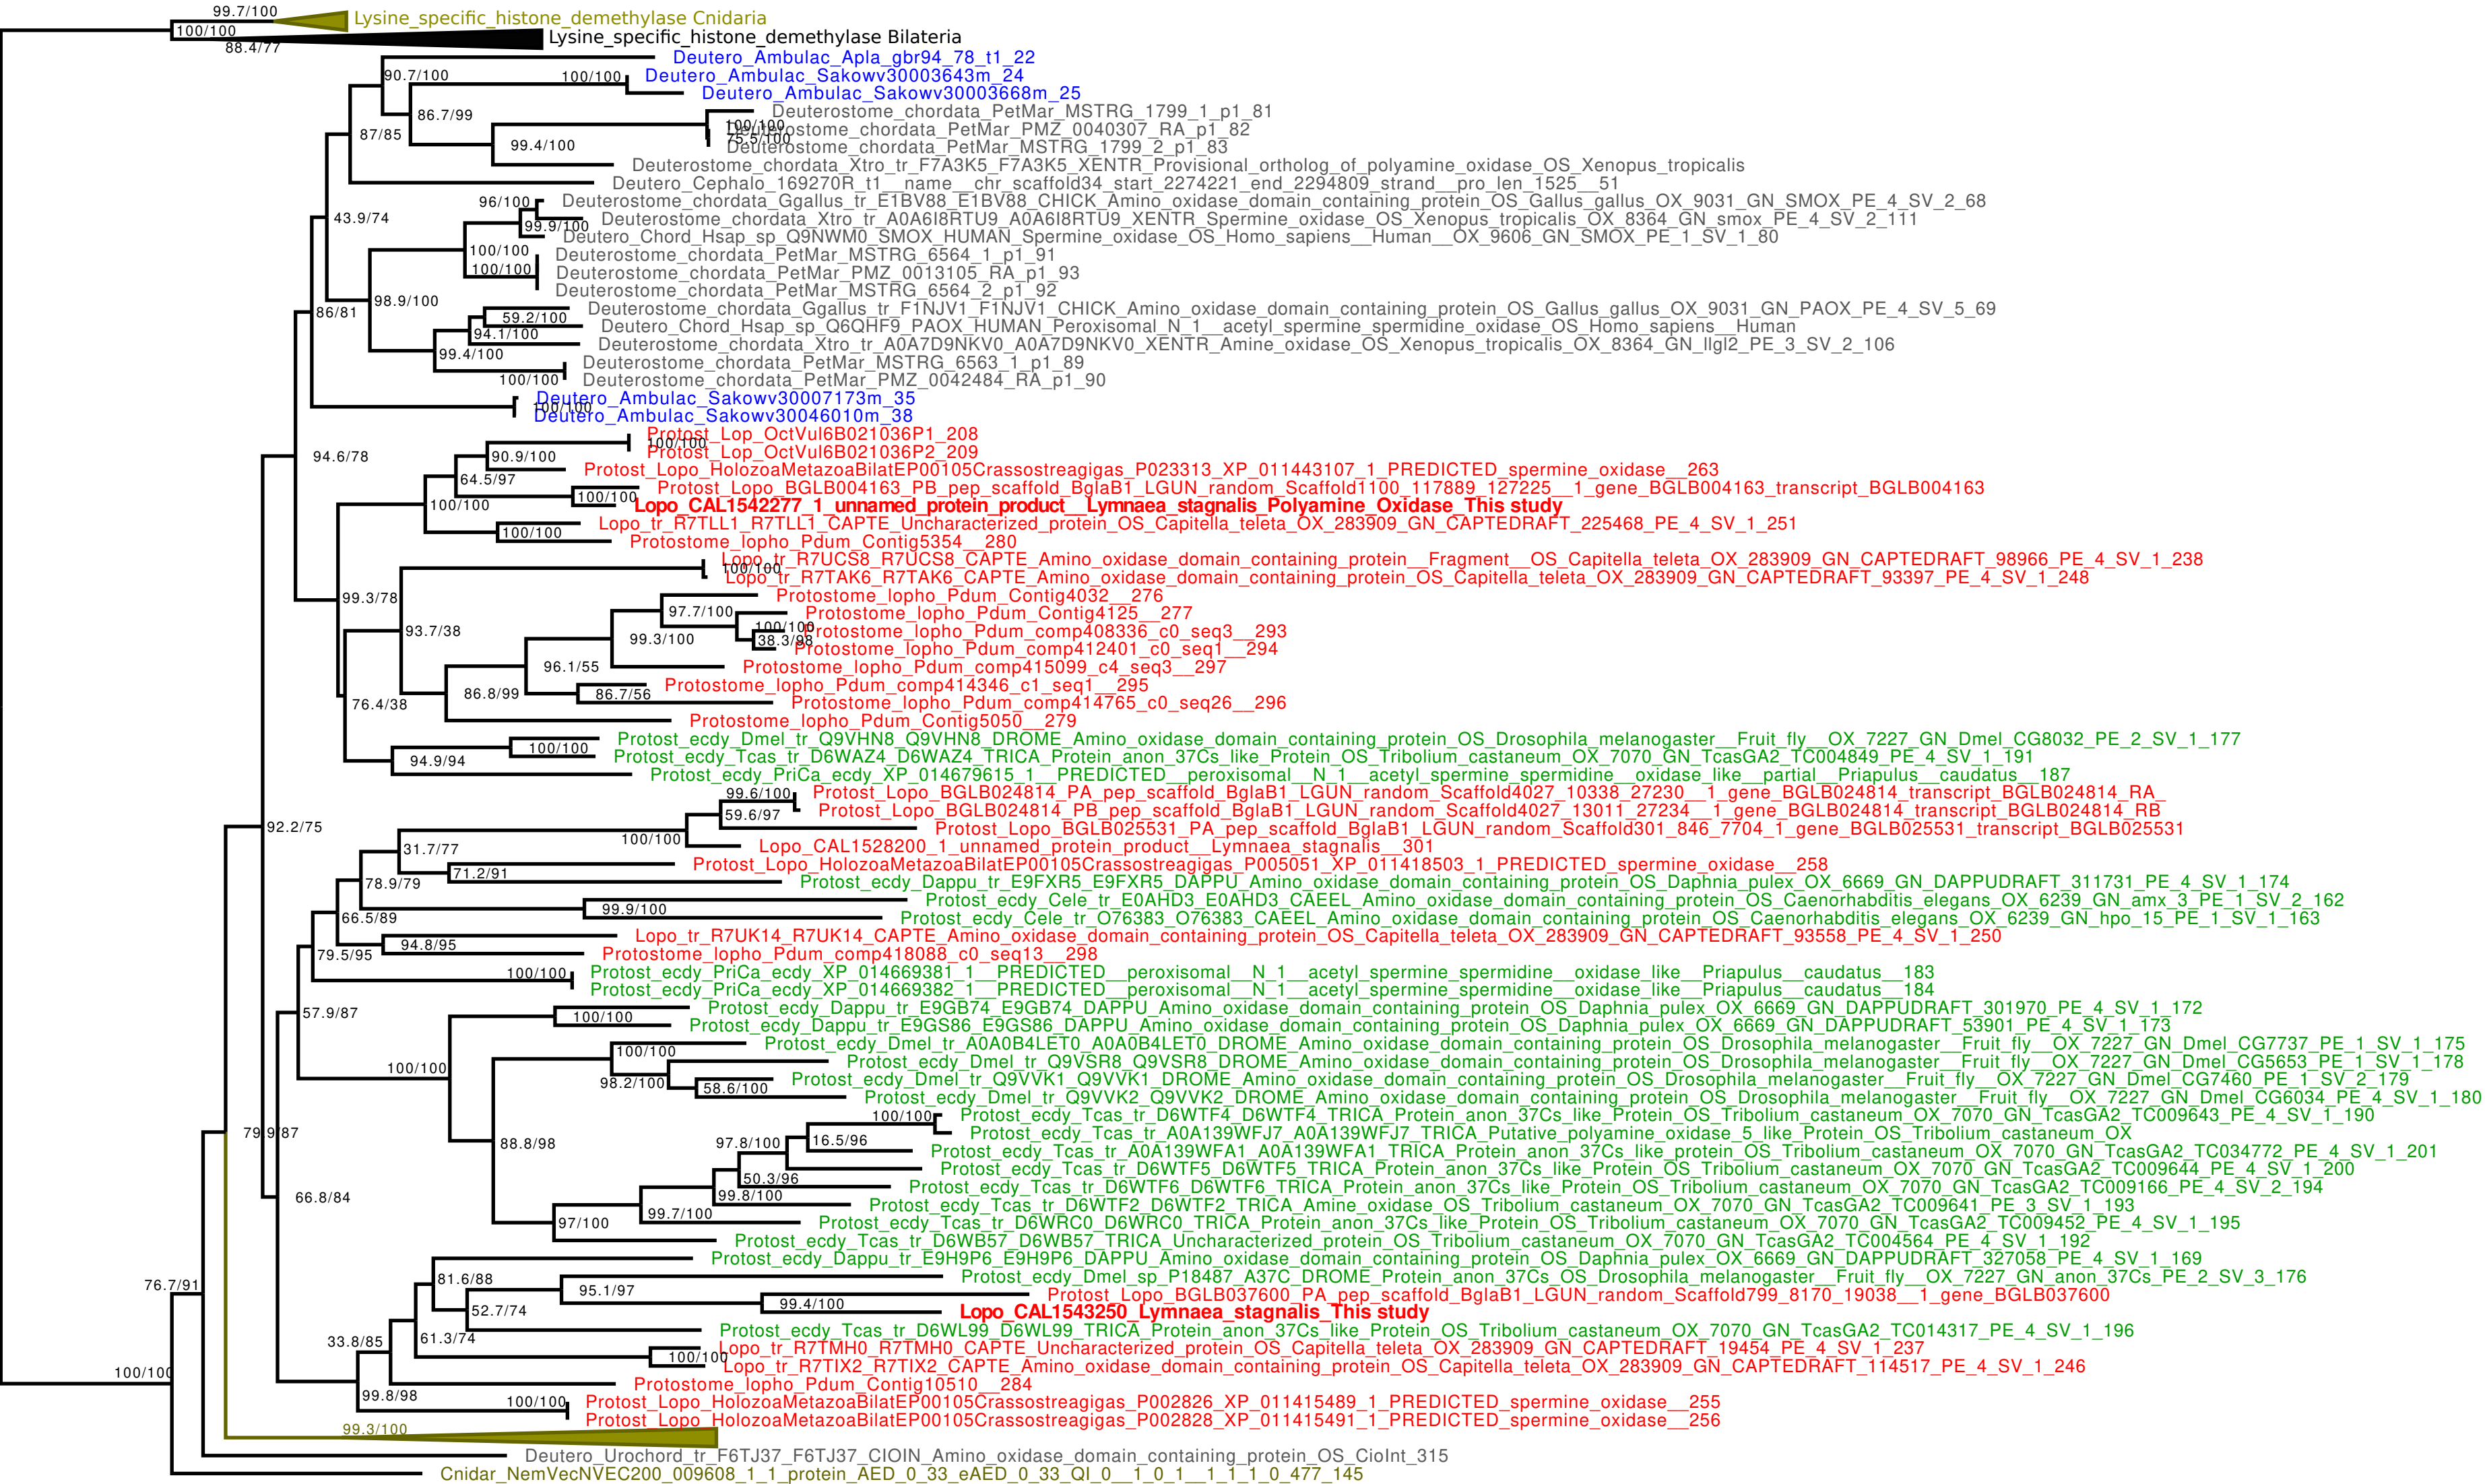 99.7/100
Lysine_specific_histone_demethylase Cnidaria
100/100
Lysine_specific_histone_demethylase Bilateria
88.4/77
Deutero_Ambulac_Apla_gbr94_78_t1_22
90.7/100
100/100
Deutero_Ambulac_Sakowv30003643m_24
Deutero_Ambulac_Sakowv30003668m_25
86.7/99
Deuterostome_chordata_PetMar_MSTRG_1799_1_p1_81
100/100
Deuterostome_chordata_PetMar_PMZ_0040307_RA_p1_82
87/85
75.5/100
99.4/100
Deuterostome_chordata_PetMar_MSTRG_1799_2_p1_83
Deuterostome_chordata_Xtro_tr_F7A3K5_F7A3K5_XENTR_Provisional_ortholog_of_polyamine_oxidase_OS_Xenopus_tropicalis
Deutero_Cephalo_169270R_t1__name__chr_scaffold34_start_2274221_end_2294809_strand__pro_len_1525__51
96/100
Deuterostome_chordata_Ggallus_tr_E1BV88_E1BV88_CHICK_Amino_oxidase_domain_containing_protein_OS_Gallus_gallus_OX_9031_GN_SMOX_PE_4_SV_2_68
43.9/74
Deuterostome_chordata_Xtro_tr_A0A6I8RTU9_A0A6I8RTU9_XENTR_Spermine_oxidase_OS_Xenopus_tropicalis_OX_8364_GN_smox_PE_4_SV_2_111
99.9/100
Deutero_Chord_Hsap_sp_Q9NWM0_SMOX_HUMAN_Spermine_oxidase_OS_Homo_sapiens__Human__OX_9606_GN_SMOX_PE_1_SV_1_80
100/100
Deuterostome_chordata_PetMar_MSTRG_6564_1_p1_91
100/100
Deuterostome_chordata_PetMar_PMZ_0013105_RA_p1_93
Deuterostome_chordata_PetMar_MSTRG_6564_2_p1_92
98.9/100
86/81
Deuterostome_chordata_Ggallus_tr_F1NJV1_F1NJV1_CHICK_Amino_oxidase_domain_containing_protein_OS_Gallus_gallus_OX_9031_GN_PAOX_PE_4_SV_5_69
59.2/100
Deutero_Chord_Hsap_sp_Q6QHF9_PAOX_HUMAN_Peroxisomal_N_1__acetyl_spermine_spermidine_oxidase_OS_Homo_sapiens__Human
94.1/100
Deuterostome_chordata_Xtro_tr_A0A7D9NKV0_A0A7D9NKV0_XENTR_Amine_oxidase_OS_Xenopus_tropicalis_OX_8364_GN_llgl2_PE_3_SV_2_106
99.4/100
Deuterostome_chordata_PetMar_MSTRG_6563_1_p1_89
100/100
Deuterostome_chordata_PetMar_PMZ_0042484_RA_p1_90
Deutero_Ambulac_Sakowv30007173m_35
100/100
Deutero_Ambulac_Sakowv30046010m_38
Protost_Lop_OctVul6B021036P1_208
100/100
Protost_Lop_OctVul6B021036P2_209
94.6/78
90.9/100
Protost_Lopo_HolozoaMetazoaBilatEP00105Crassostreagigas_P023313_XP_011443107_1_PREDICTED_spermine_oxidase__263
64.5/97
Protost_Lopo_BGLB004163_PB_pep_scaffold_BglaB1_LGUN_random_Scaffold1100_117889_127225__1_gene_BGLB004163_transcript_BGLB004163
100/100
100/100
Lopo_CAL1542277_1_unnamed_protein_product__Lymnaea_stagnalis_Polyamine_Oxidase_This study
Lopo_tr_R7TLL1_R7TLL1_CAPTE_Uncharacterized_protein_OS_Capitella_teleta_OX_283909_GN_CAPTEDRAFT_225468_PE_4_SV_1_251
100/100
Protostome_lopho_Pdum_Contig5354__280
Lopo_tr_R7UCS8_R7UCS8_CAPTE_Amino_oxidase_domain_containing_protein__Fragment__OS_Capitella_teleta_OX_283909_GN_CAPTEDRAFT_98966_PE_4_SV_1_238
100/100
Lopo_tr_R7TAK6_R7TAK6_CAPTE_Amino_oxidase_domain_containing_protein_OS_Capitella_teleta_OX_283909_GN_CAPTEDRAFT_93397_PE_4_SV_1_248
99.3/78
Protostome_lopho_Pdum_Contig4032__276
97.7/100
Protostome_lopho_Pdum_Contig4125__277
93.7/38
100/100
Protostome_lopho_Pdum_comp408336_c0_seq3__293
99.3/100
38.3/98
Protostome_lopho_Pdum_comp412401_c0_seq1__294
96.1/55
Protostome_lopho_Pdum_comp415099_c4_seq3__297
Protostome_lopho_Pdum_comp414346_c1_seq1__295
86.8/99
86.7/56
Protostome_lopho_Pdum_comp414765_c0_seq26__296
76.4/38
Protostome_lopho_Pdum_Contig5050__279
Protost_ecdy_Dmel_tr_Q9VHN8_Q9VHN8_DROME_Amino_oxidase_domain_containing_protein_OS_Drosophila_melanogaster__Fruit_fly__OX_7227_GN_Dmel_CG8032_PE_2_SV_1_177
100/100
94.9/94
Protost_ecdy_Tcas_tr_D6WAZ4_D6WAZ4_TRICA_Protein_anon_37Cs_like_Protein_OS_Tribolium_castaneum_OX_7070_GN_TcasGA2_TC004849_PE_4_SV_1_191
Protost_ecdy_PriCa_ecdy_XP_014679615_1__PREDICTED__peroxisomal__N_1__acetyl_spermine_spermidine__oxidase_like__partial__Priapulus_caudatus__187
99.6/100
Protost_Lopo_BGLB024814_PA_pep_scaffold_BglaB1_LGUN_random_Scaffold4027_10338_27230__1_gene_BGLB024814_transcript_BGLB024814_RA_
Protost_Lopo_BGLB024814_PB_pep_scaffold_BglaB1_LGUN_random_Scaffold4027_13011_27234__1_gene_BGLB024814_transcript_BGLB024814_RB
59.6/97
92.2/75
Protost_Lopo_BGLB025531_PA_pep_scaffold_BglaB1_LGUN_random_Scaffold301_846_7704_1_gene_BGLB025531_transcript_BGLB025531
100/100
Lopo_CAL1528200_1_unnamed_protein_product__Lymnaea_stagnalis__301
31.7/77
Protost_Lopo_HolozoaMetazoaBilatEP00105Crassostreagigas_P005051_XP_011418503_1_PREDICTED_spermine_oxidase__258
71.2/91
78.9/79
Protost_ecdy_Dappu_tr_E9FXR5_E9FXR5_DAPPU_Amino_oxidase_domain_containing_protein_OS_Daphnia_pulex_OX_6669_GN_DAPPUDRAFT_311731_PE_4_SV_1_174
Protost_ecdy_Cele_tr_E0AHD3_E0AHD3_CAEEL_Amino_oxidase_domain_containing_protein_OS_Caenorhabditis_elegans_OX_6239_GN_amx_3_PE_1_SV_2_162
99.9/100
66.5/89
Protost_ecdy_Cele_tr_O76383_O76383_CAEEL_Amino_oxidase_domain_containing_protein_OS_Caenorhabditis_elegans_OX_6239_GN_hpo_15_PE_1_SV_1_163
Lopo_tr_R7UK14_R7UK14_CAPTE_Amino_oxidase_domain_containing_protein_OS_Capitella_teleta_OX_283909_GN_CAPTEDRAFT_93558_PE_4_SV_1_250
94.8/95
79.5/95
Protostome_lopho_Pdum_comp418088_c0_seq13__298
100/100
Protost_ecdy_PriCa_ecdy_XP_014669381_1__PREDICTED__peroxisomal__N_1__acetyl_spermine_spermidine__oxidase_like__Priapulus_caudatus__183
Protost_ecdy_PriCa_ecdy_XP_014669382_1__PREDICTED__peroxisomal__N_1__acetyl_spermine_spermidine__oxidase_like__Priapulus_caudatus__184
57.9/87
Protost_ecdy_Dappu_tr_E9GB74_E9GB74_DAPPU_Amino_oxidase_domain_containing_protein_OS_Daphnia_pulex_OX_6669_GN_DAPPUDRAFT_301970_PE_4_SV_1_172
100/100
Protost_ecdy_Dappu_tr_E9GS86_E9GS86_DAPPU_Amino_oxidase_domain_containing_protein_OS_Daphnia_pulex_OX_6669_GN_DAPPUDRAFT_53901_PE_4_SV_1_173
Protost_ecdy_Dmel_tr_A0A0B4LET0_A0A0B4LET0_DROME_Amino_oxidase_domain_containing_protein_OS_Drosophila_melanogaster__Fruit_fly__OX_7227_GN_Dmel_CG7737_PE_1_SV_1_175
100/100
100/100
Protost_ecdy_Dmel_tr_Q9VSR8_Q9VSR8_DROME_Amino_oxidase_domain_containing_protein_OS_Drosophila_melanogaster__Fruit_fly__OX_7227_GN_Dmel_CG5653_PE_1_SV_1_178
98.2/100
Protost_ecdy_Dmel_tr_Q9VVK1_Q9VVK1_DROME_Amino_oxidase_domain_containing_protein_OS_Drosophila_melanogaster__Fruit_fly__OX_7227_GN_Dmel_CG7460_PE_1_SV_2_179
58.6/100
Protost_ecdy_Dmel_tr_Q9VVK2_Q9VVK2_DROME_Amino_oxidase_domain_containing_protein_OS_Drosophila_melanogaster__Fruit_fly__OX_7227_GN_Dmel_CG6034_PE_4_SV_1_180
100/100
Protost_ecdy_Tcas_tr_D6WTF4_D6WTF4_TRICA_Protein_anon_37Cs_like_Protein_OS_Tribolium_castaneum_OX_7070_GN_TcasGA2_TC009643_PE_4_SV_1_190
79.9/87
Protost_ecdy_Tcas_tr_A0A139WFJ7_A0A139WFJ7_TRICA_Putative_polyamine_oxidase_5_like_Protein_OS_Tribolium_castaneum_OX
88.8/98
97.8/100
16.5/96
Protost_ecdy_Tcas_tr_A0A139WFA1_A0A139WFA1_TRICA_Protein_anon_37Cs_like_protein_OS_Tribolium_castaneum_OX_7070_GN_TcasGA2_TC034772_PE_4_SV_1_201
Protost_ecdy_Tcas_tr_D6WTF5_D6WTF5_TRICA_Protein_anon_37Cs_like_Protein_OS_Tribolium_castaneum_OX_7070_GN_TcasGA2_TC009644_PE_4_SV_1_200
50.3/96
Protost_ecdy_Tcas_tr_D6WTF6_D6WTF6_TRICA_Protein_anon_37Cs_like_Protein_OS_Tribolium_castaneum_OX_7070_GN_TcasGA2_TC009166_PE_4_SV_2_194
66.8/84
99.8/100
Protost_ecdy_Tcas_tr_D6WTF2_D6WTF2_TRICA_Amine_oxidase_OS_Tribolium_castaneum_OX_7070_GN_TcasGA2_TC009641_PE_3_SV_1_193
99.7/100
97/100
Protost_ecdy_Tcas_tr_D6WRC0_D6WRC0_TRICA_Protein_anon_37Cs_like_Protein_OS_Tribolium_castaneum_OX_7070_GN_TcasGA2_TC009452_PE_4_SV_1_195
Protost_ecdy_Tcas_tr_D6WB57_D6WB57_TRICA_Uncharacterized_protein_OS_Tribolium_castaneum_OX_7070_GN_TcasGA2_TC004564_PE_4_SV_1_192
Protost_ecdy_Dappu_tr_E9H9P6_E9H9P6_DAPPU_Amino_oxidase_domain_containing_protein_OS_Daphnia_pulex_OX_6669_GN_DAPPUDRAFT_327058_PE_4_SV_1_169
76.7/91
81.6/88
Protost_ecdy_Dmel_sp_P18487_A37C_DROME_Protein_anon_37Cs_OS_Drosophila_melanogaster__Fruit_fly__OX_7227_GN_anon_37Cs_PE_2_SV_3_176
95.1/97
Protost_Lopo_BGLB037600_PA_pep_scaffold_BglaB1_LGUN_random_Scaffold799_8170_19038__1_gene_BGLB037600
99.4/100
52.7/74
Lopo_CAL1543250_Lymnaea_stagnalis_This study
Protost_ecdy_Tcas_tr_D6WL99_D6WL99_TRICA_Protein_anon_37Cs_like_Protein_OS_Tribolium_castaneum_OX_7070_GN_TcasGA2_TC014317_PE_4_SV_1_196
33.8/85
61.3/74
Lopo_tr_R7TMH0_R7TMH0_CAPTE_Uncharacterized_protein_OS_Capitella_teleta_OX_283909_GN_CAPTEDRAFT_19454_PE_4_SV_1_237
100/100
Lopo_tr_R7TIX2_R7TIX2_CAPTE_Amino_oxidase_domain_containing_protein_OS_Capitella_teleta_OX_283909_GN_CAPTEDRAFT_114517_PE_4_SV_1_246
100/100
Protostome_lopho_Pdum_Contig10510__284
99.8/98
100/100
Protost_Lopo_HolozoaMetazoaBilatEP00105Crassostreagigas_P002826_XP_011415489_1_PREDICTED_spermine_oxidase__255
Protost_Lopo_HolozoaMetazoaBilatEP00105Crassostreagigas_P002828_XP_011415491_1_PREDICTED_spermine_oxidase__256
99.3/100
Deutero_Urochord_tr_F6TJ37_F6TJ37_CIOIN_Amino_oxidase_domain_containing_protein_OS_CioInt_315
Cnidar_NemVecNVEC200_009608_1_1_protein_AED_0_33_eAED_0_33_QI_0__1_0_1__1_1_1_0_477_145